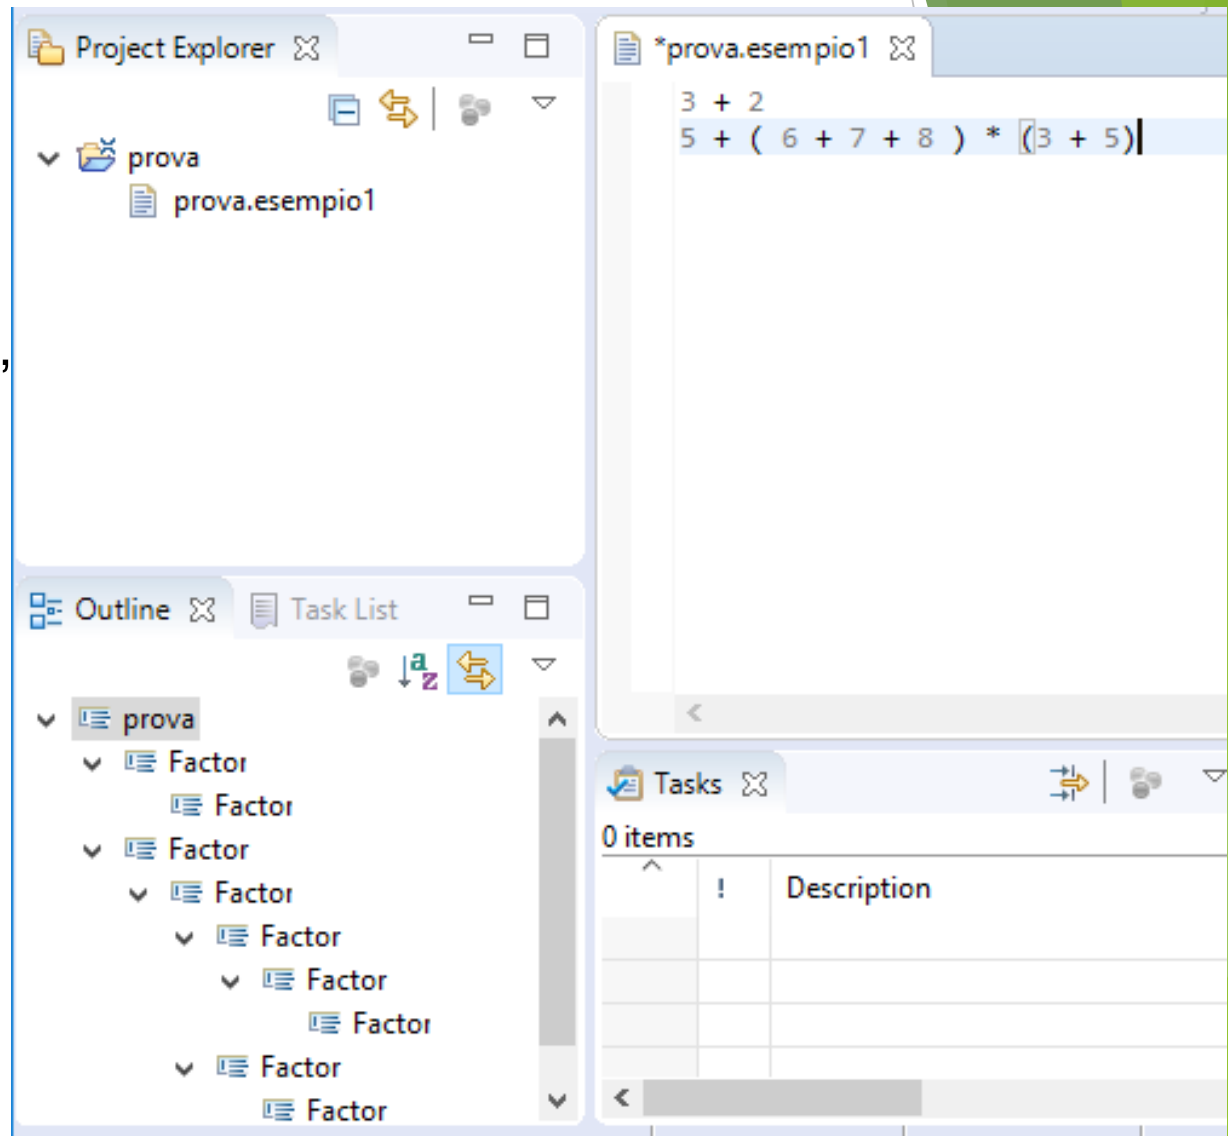 Project Explorer
prova
prova.esempio1
,
*prova.esempio1
3 + 2
5 + ( 6 + 7 + 8 ) * (3 + 5)
Outline
Task List
a
z
prova
Factor
Factor
Factor
Factor
Factor
Factor
Factor
Factor
Factor
Tasks
0 items
! Description